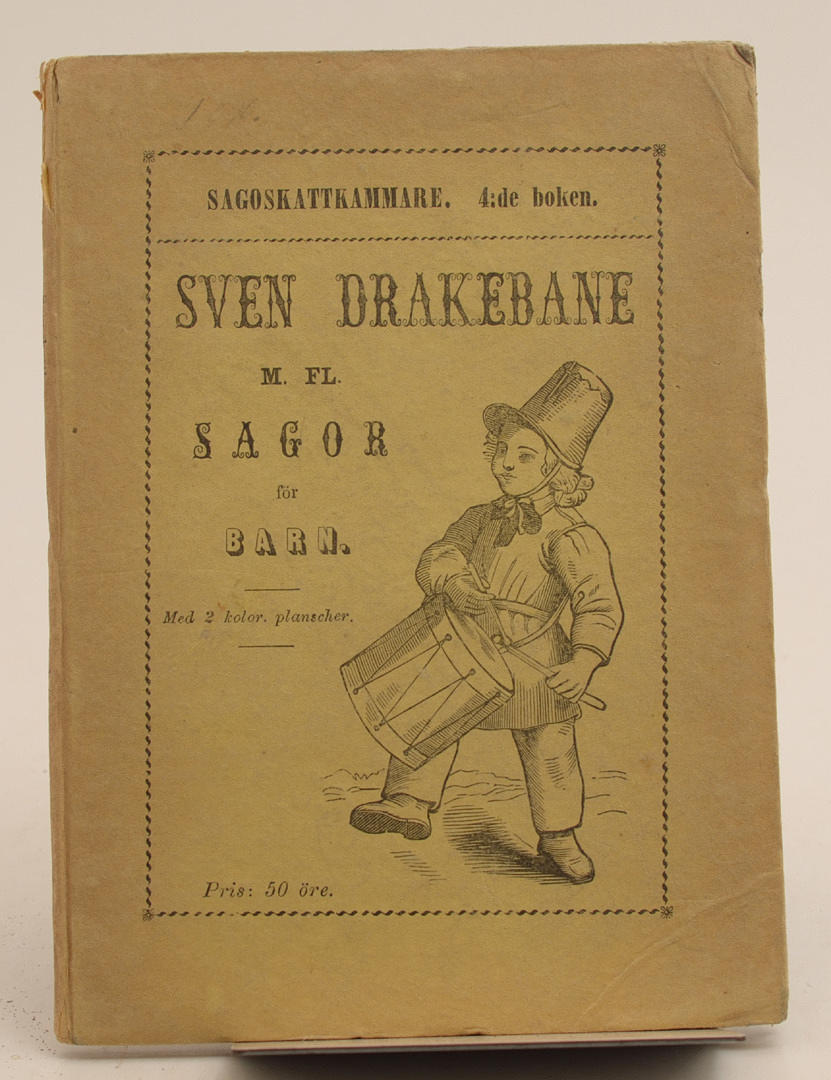 SAGOSKATTKAMMARE. 4:de boken.
SVEN DRAKEBANE
M. FL.
SAGOR
för
BARN.
Med 2 kolor. planscher.
Pris: 50 öre.